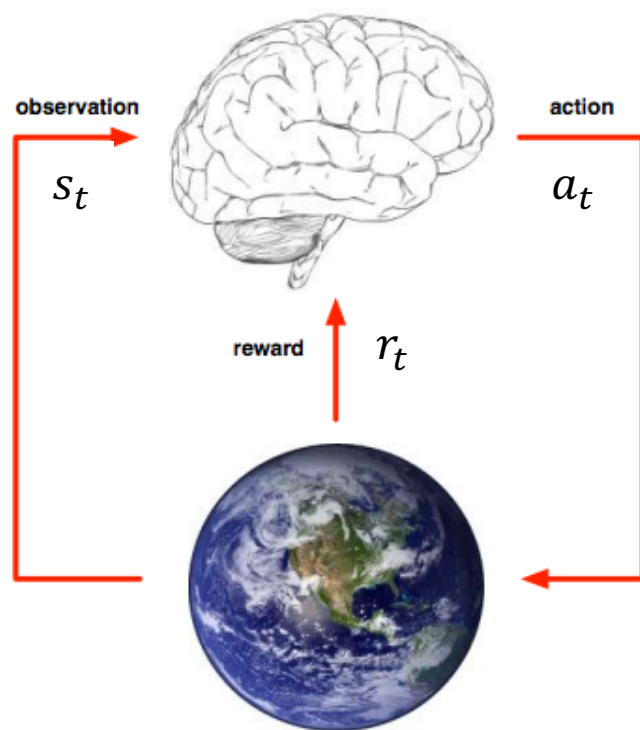 observation
action
s_t
a_t
reward
r_t